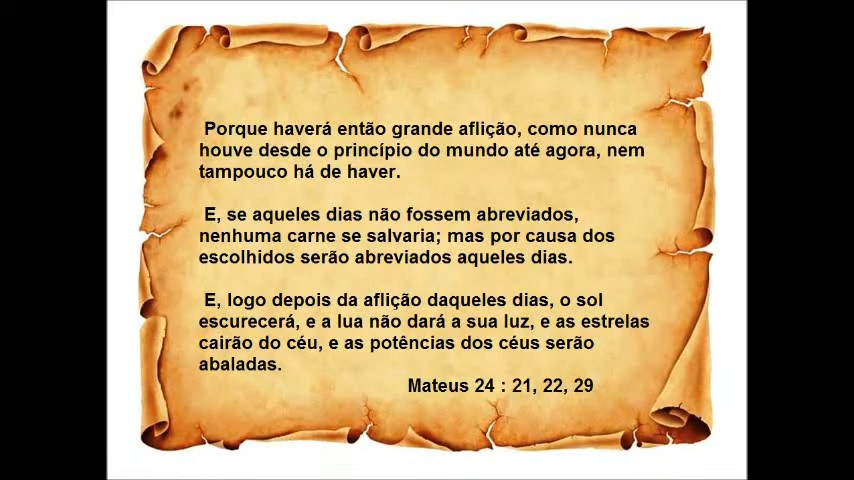 Porque haverá então grande aflição, como nunca
houve desde o princípio do mundo até agora, nem
tampouco há de haver.
E, se aqueles dias não fossem abreviados,
nenhuma carne se salvaria; mas por causa dos
escolhidos serão abreviados aqueles dias.
E, logo depois da aflição daqueles dias, o sol
escurecerá, e a lua não dará a sua luz, e as estrelas
cairão do céu, e as potências dos céus serão
abaladas.
Mateus 24 : 21, 22, 29